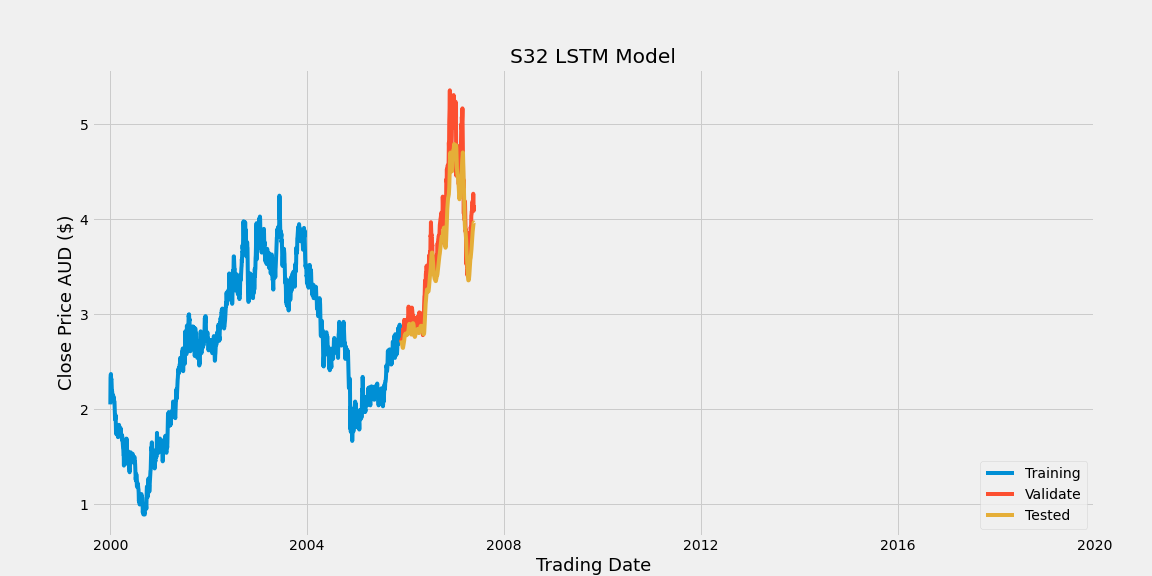 S32 LSTM Model
Close Price AUD ($)
5
4
3
2
1
2000
2004
2008
2012
2016
2020
Trading Date
Training
Validate
Tested